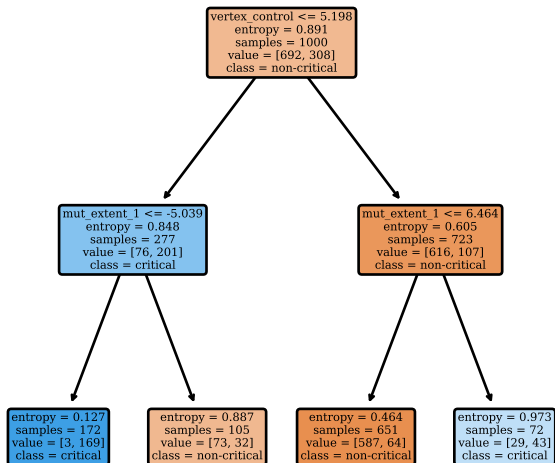 vertex_control <= 5.198
entropy = 0.891
samples = 1000
value = [692, 308]
class = non-critical
mut_extent_1 <= -5.039
entropy = 0.848
samples = 277
value = [76, 201]
class = critical
mut_extent_1 <= 6.464
entropy = 0.605
samples = 723
value = [616, 107]
class = non-critical
entropy = 0.127
samples = 172
value = [3, 169]
class = critical
entropy = 0.887
samples = 105
value = [73, 32]
class = non-critical
entropy = 0.464
samples = 651
value = [587, 64]
class = non-critical
entropy = 0.973
samples = 72
value = [29, 43]
class = critical